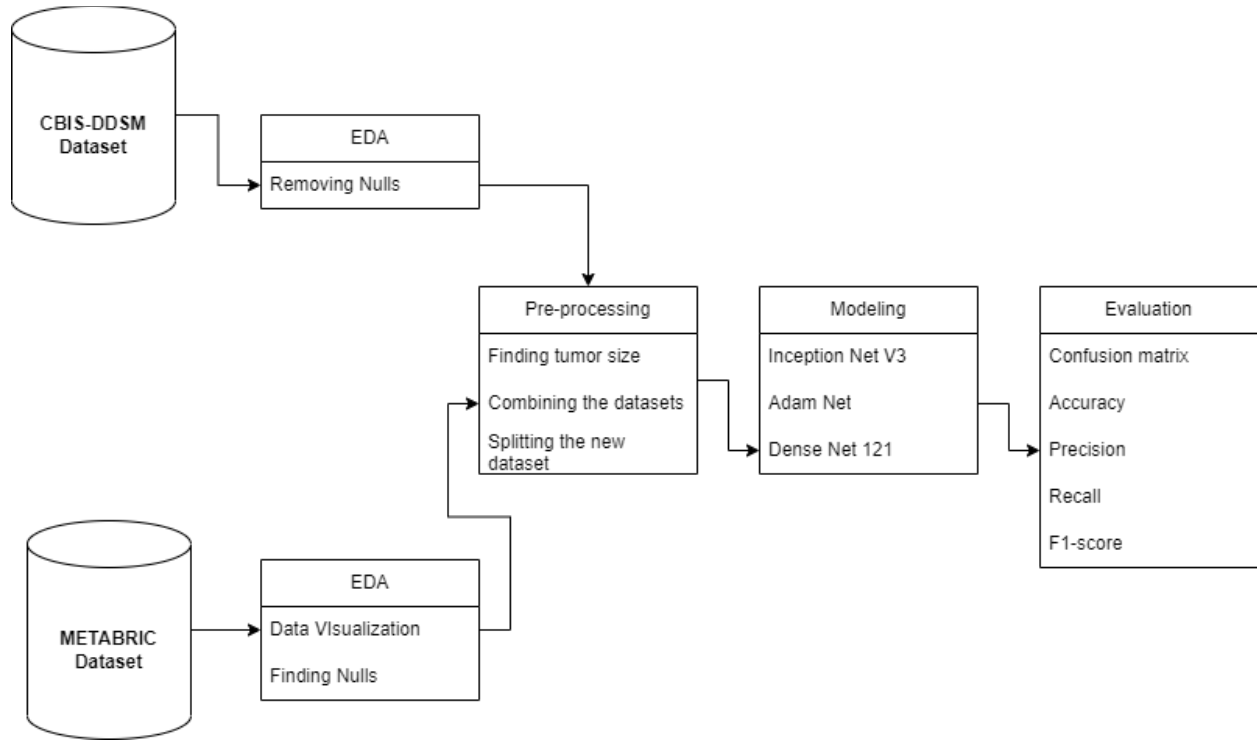 CBIS-DDSM
Dataset
EDA
Removing Nulls
Pre-processing
Finding tumor size
Combining the datasets
Splitting the new
dataset
Modeling
Inception Net V3
Adam Net
Dense Net 121
Evaluation
Confusion matrix
Accuracy
Precision
Recall
F1-score
METABRIC
Dataset
EDA
Data VIsualization
Finding Nulls